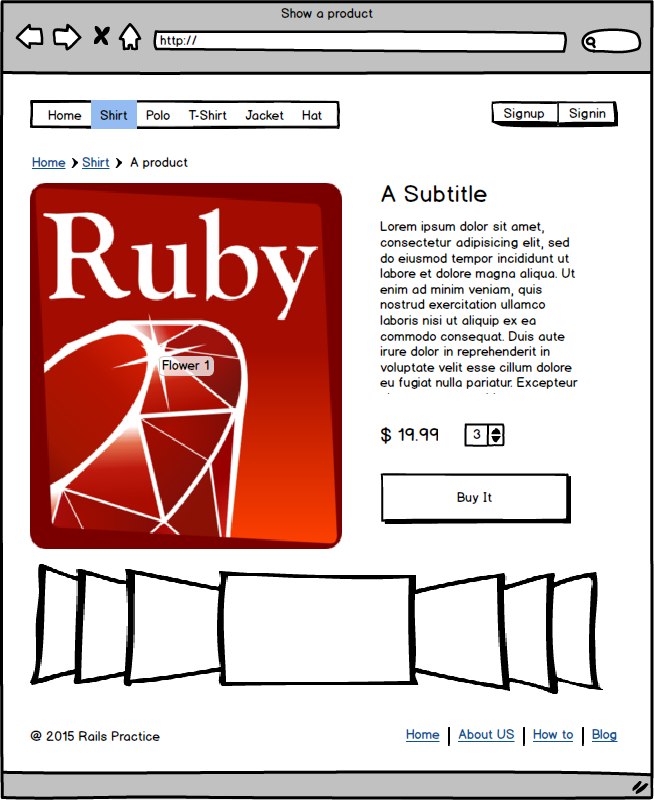 Show a product
http://
Home Shirt Polo T-Shirt Jacket Hat
Signup Signin
Home Shirt A product
Ruby
Flower 1
A Subtitle
Lorem ipsum dolor sit amet,
consectetur adipisicing elit, sed
do eiusmod tempor incididunt ut
labore et dolore magna aliqua. Ut
enim ad minim veniam, quis
nostrud exercitation ullamco
laboris nisi ut aliquip ex ea
commodo consequat. Duis aute
irure dolor in reprehenderit in
voluptate velit esse cillum dolore
eu fugiat nulla pariatur. Excepteur
$ 19.99 3
Buy It
@ 2015 Rails Practice
Home About US How to Blog